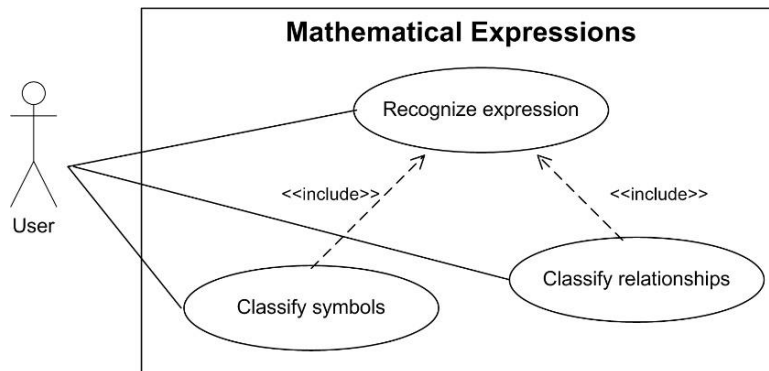 Mathematical Expressions
Recognize expression
<<include>>
<<include>>
User
Classify relationships
Classify symbols